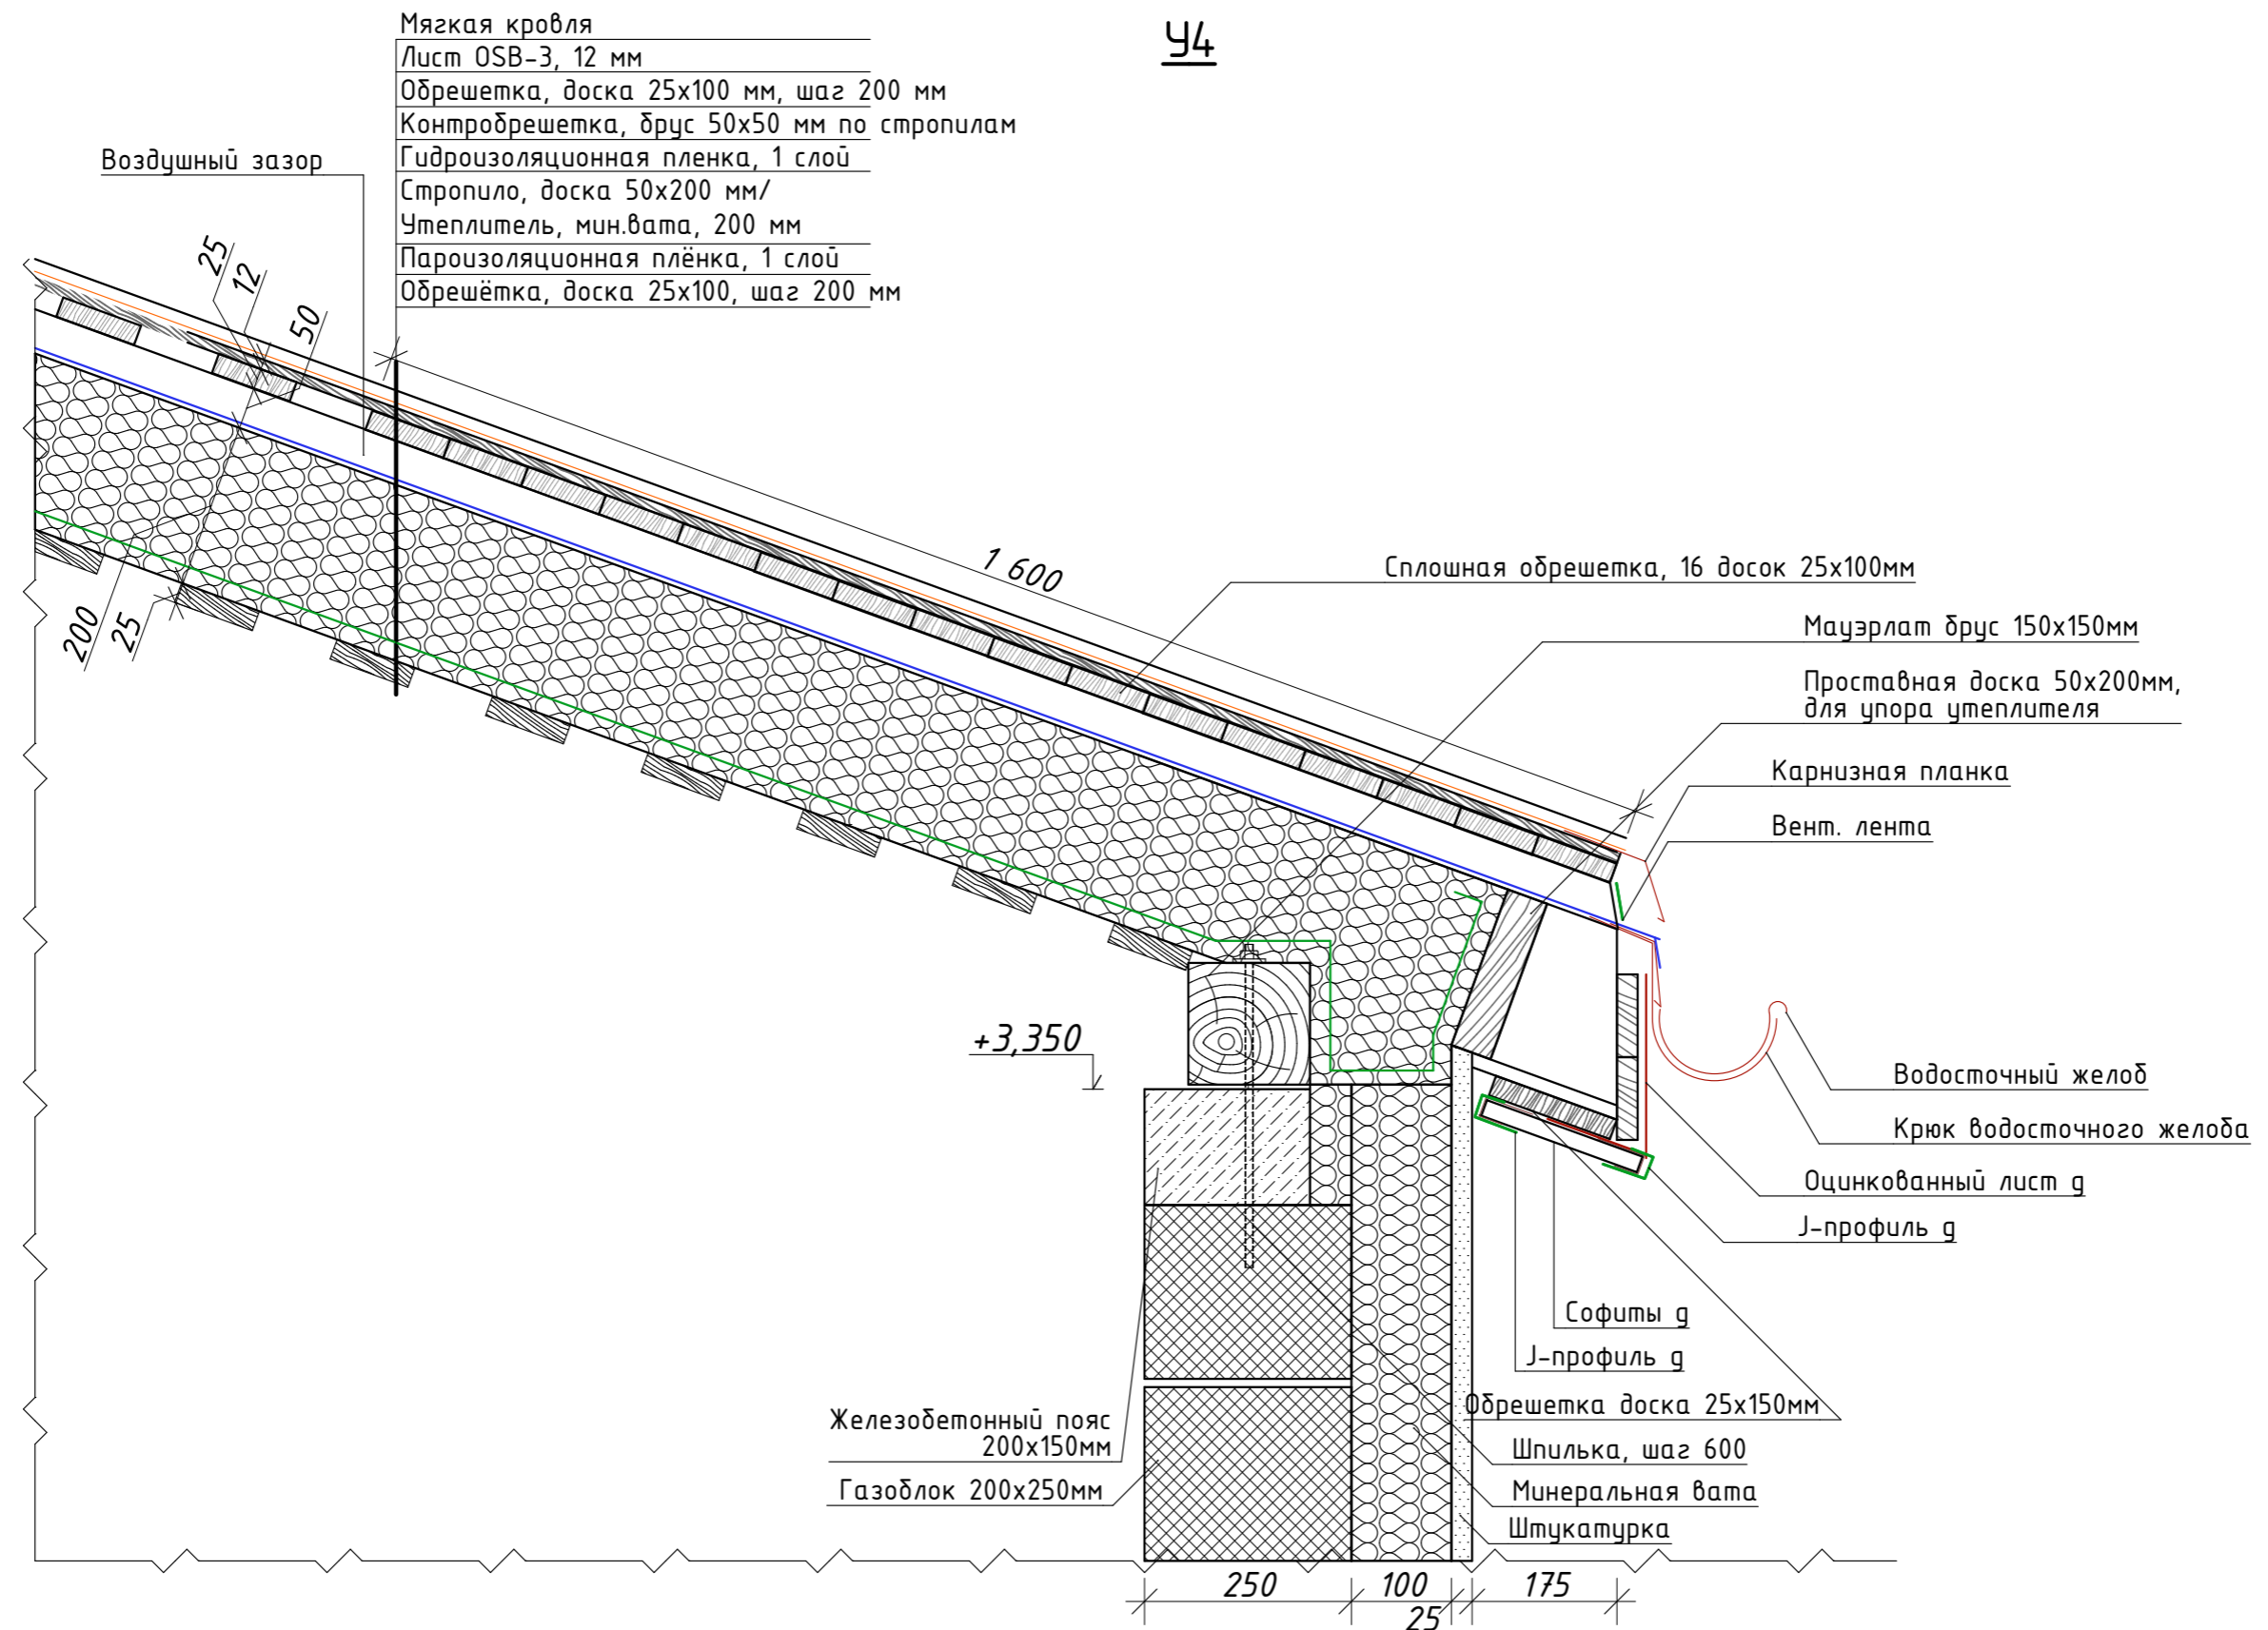 У4
Мягкая кровля
Лист OSB-3, 12 мм
Обрешетка, доска 25х100 мм, шаг 200 мм
Контробрешетка, брус 50х50 мм по стропилам
Гидроизоляционная пленка, 1 слой
Стропило, доска 50х200 мм/
Утеплитель, мин.вата, 200 мм
Пароизоляционная плёнка, 1 слой
Обрешётка, доска 25х100, шаг 200 мм
Воздушный зазор
25
12
50
200
25
1 600
Сплошная обрешетка, 16 досок 25х100мм
Мауэрлат брус 150х150мм
Проставная доска 50х200мм,
для упора утеплителя
Карнизная планка
Вент. лента
+3,350
Водосточный желоб
Крюк водосточного желоба
Оцинкованный лист g
J-профиль g
Софиты g
J-профиль g
Обрешетка доска 25х150мм
Железобетонный пояс
200х150мм
Шпилька, шаг 600
Газоблок 200х250мм
Минеральная вата
Штукатурка
250
100
25
175